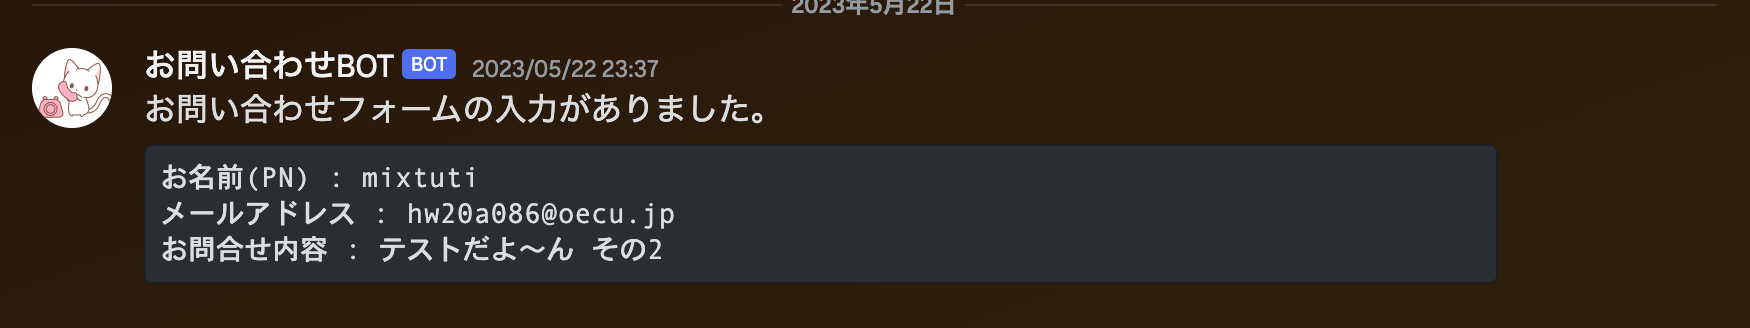 2023年5月22日
お問い合わせBOT BOT 2023/05/22 23:37
お問い合わせフォームの入力がありました。
お名前(PN) : mixtuti
メールアドレス : hw20a086@oecu.jp
お問合せ内容 : テストだよ〜ん その2